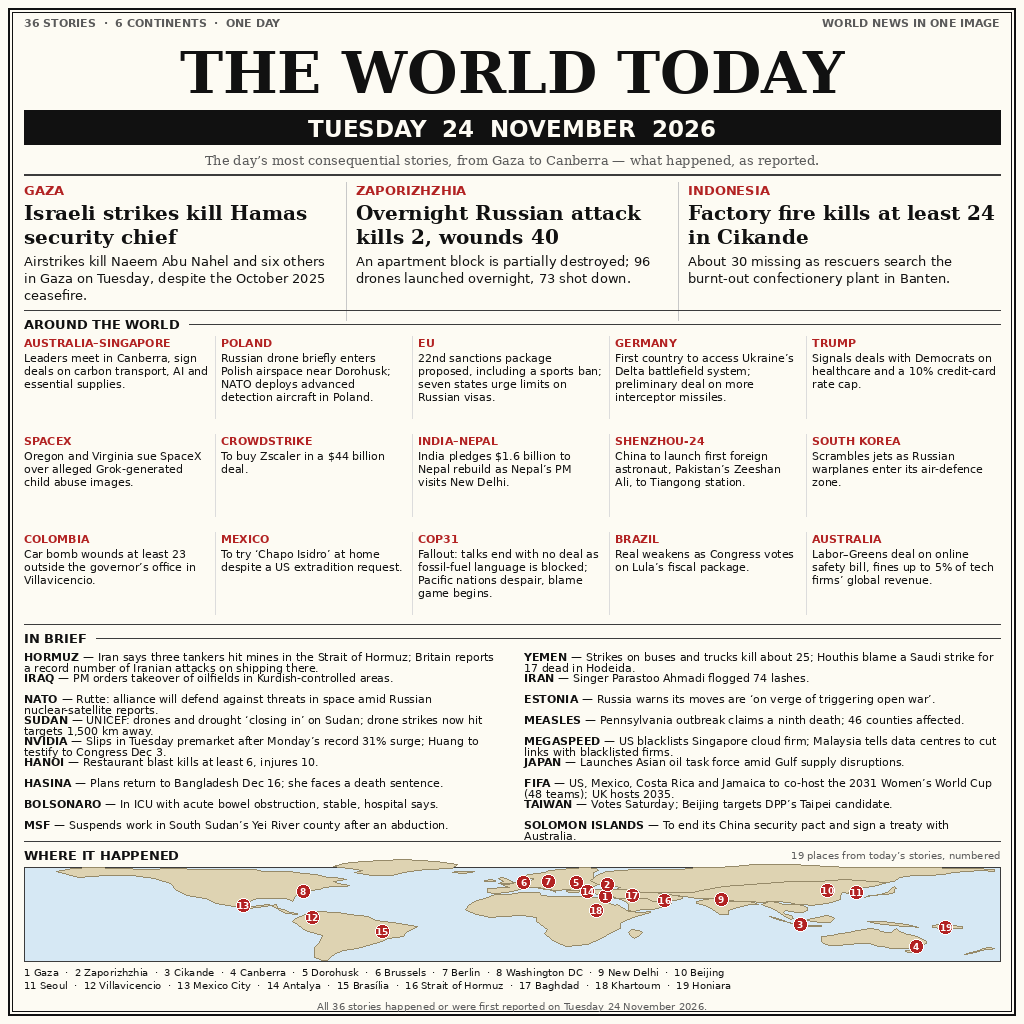 36 STORIES · 6 CONTINENTS · ONE DAY
WORLD NEWS IN ONE IMAGE
THE WORLD TODAY
TUESDAY 24 NOVEMBER 2026
The day’s most consequential stories, from Gaza to Canberra — what happened, as reported.
GAZA
Israeli strikes kill Hamas
security chief
Airstrikes kill Naeem Abu Nahel and six others
in Gaza on Tuesday, despite the October 2025
ceasefire.
ZAPORIZHZHIA
Overnight Russian attack
kills 2, wounds 40
An apartment block is partially destroyed; 96
drones launched overnight, 73 shot down.
INDONESIA
Factory fire kills at least 24
in Cikande
About 30 missing as rescuers search the
burnt-out confectionery plant in Banten.
AROUND THE WORLD
AUSTRALIA–SINGAPORE
Leaders meet in Canberra, sign
deals on carbon transport, AI and
essential supplies.
POLAND
Russian drone briefly enters
Polish airspace near Dorohusk;
NATO deploys advanced
detection aircraft in Poland.
EU
22nd sanctions package
proposed, including a sports ban;
seven states urge limits on
Russian visas.
GERMANY
First country to access Ukraine’s
Delta battlefield system;
preliminary deal on more
interceptor missiles.
TRUMP
Signals deals with Democrats on
healthcare and a 10% credit-card
rate cap.
SPACEX
Oregon and Virginia sue SpaceX
over alleged Grok-generated
child abuse images.
CROWDSTRIKE
To buy Zscaler in a $44 billion
deal.
INDIA–NEPAL
India pledges $1.6 billion to
Nepal rebuild as Nepal’s PM
visits New Delhi.
SHENZHOU-24
China to launch first foreign
astronaut, Pakistan’s Zeeshan
Ali, to Tiangong station.
SOUTH KOREA
Scrambles jets as Russian
warplanes enter its air-defence
zone.
COLOMBIA
Car bomb wounds at least 23
outside the governor’s office in
Villavicencio.
MEXICO
To try ‘Chapo Isidro’ at home
despite a US extradition request.
COP31
Fallout: talks end with no deal as
fossil-fuel language is blocked;
Pacific nations despair, blame
game begins.
BRAZIL
Real weakens as Congress votes
on Lula’s fiscal package.
AUSTRALIA
Labor–Greens deal on online
safety bill, fines up to 5% of tech
firms’ global revenue.
IN BRIEF
HORMUZ — Iran says three tankers hit mines in the Strait of Hormuz; Britain reports
a record number of Iranian attacks on shipping there.
IRAQ — PM orders takeover of oilfields in Kurdish-controlled areas.
NATO — Rutte: alliance will defend against threats in space amid Russian
nuclear-satellite reports.
SUDAN — UNICEF: drones and drought ‘closing in’ on Sudan; drone strikes now hit
targets 1,500 km away.
NVIDIA — Slips in Tuesday premarket after Monday’s record 31% surge; Huang to
testify to Congress Dec 3.
HANOI — Restaurant blast kills at least 6, injures 10.
HASINA — Plans return to Bangladesh Dec 16; she faces a death sentence.
BOLSONARO — In ICU with acute bowel obstruction, stable, hospital says.
MSF — Suspends work in South Sudan’s Yei River county after an abduction.
YEMEN — Strikes on buses and trucks kill about 25; Houthis blame a Saudi strike for
17 dead in Hodeida.
IRAN — Singer Parastoo Ahmadi flogged 74 lashes.
ESTONIA — Russia warns its moves are ‘on verge of triggering open war’.
MEASLES — Pennsylvania outbreak claims a ninth death; 46 counties affected.
MEGASPEED — US blacklists Singapore cloud firm; Malaysia tells data centres to cut
links with blacklisted firms.
JAPAN — Launches Asian oil task force amid Gulf supply disruptions.
FIFA — US, Mexico, Costa Rica and Jamaica to co-host the 2031 Women’s World Cup
(48 teams); UK hosts 2035.
TAIWAN — Votes Saturday; Beijing targets DPP’s Taipei candidate.
SOLOMON ISLANDS — To end its China security pact and sign a treaty with
Australia.
WHERE IT HAPPENED
19 places from today’s stories, numbered
6 7 5 2 14 1 17 16 18 8 13 12 15 9 10 11 3 19 4
1 Gaza · 2 Zaporizhzhia · 3 Cikande · 4 Canberra · 5 Dorohusk · 6 Brussels · 7 Berlin · 8 Washington DC · 9 New Delhi · 10 Beijing
11 Seoul · 12 Villavicencio · 13 Mexico City · 14 Antalya · 15 Brasília · 16 Strait of Hormuz · 17 Baghdad · 18 Khartoum · 19 Honiara
All 36 stories happened or were first reported on Tuesday 24 November 2026.